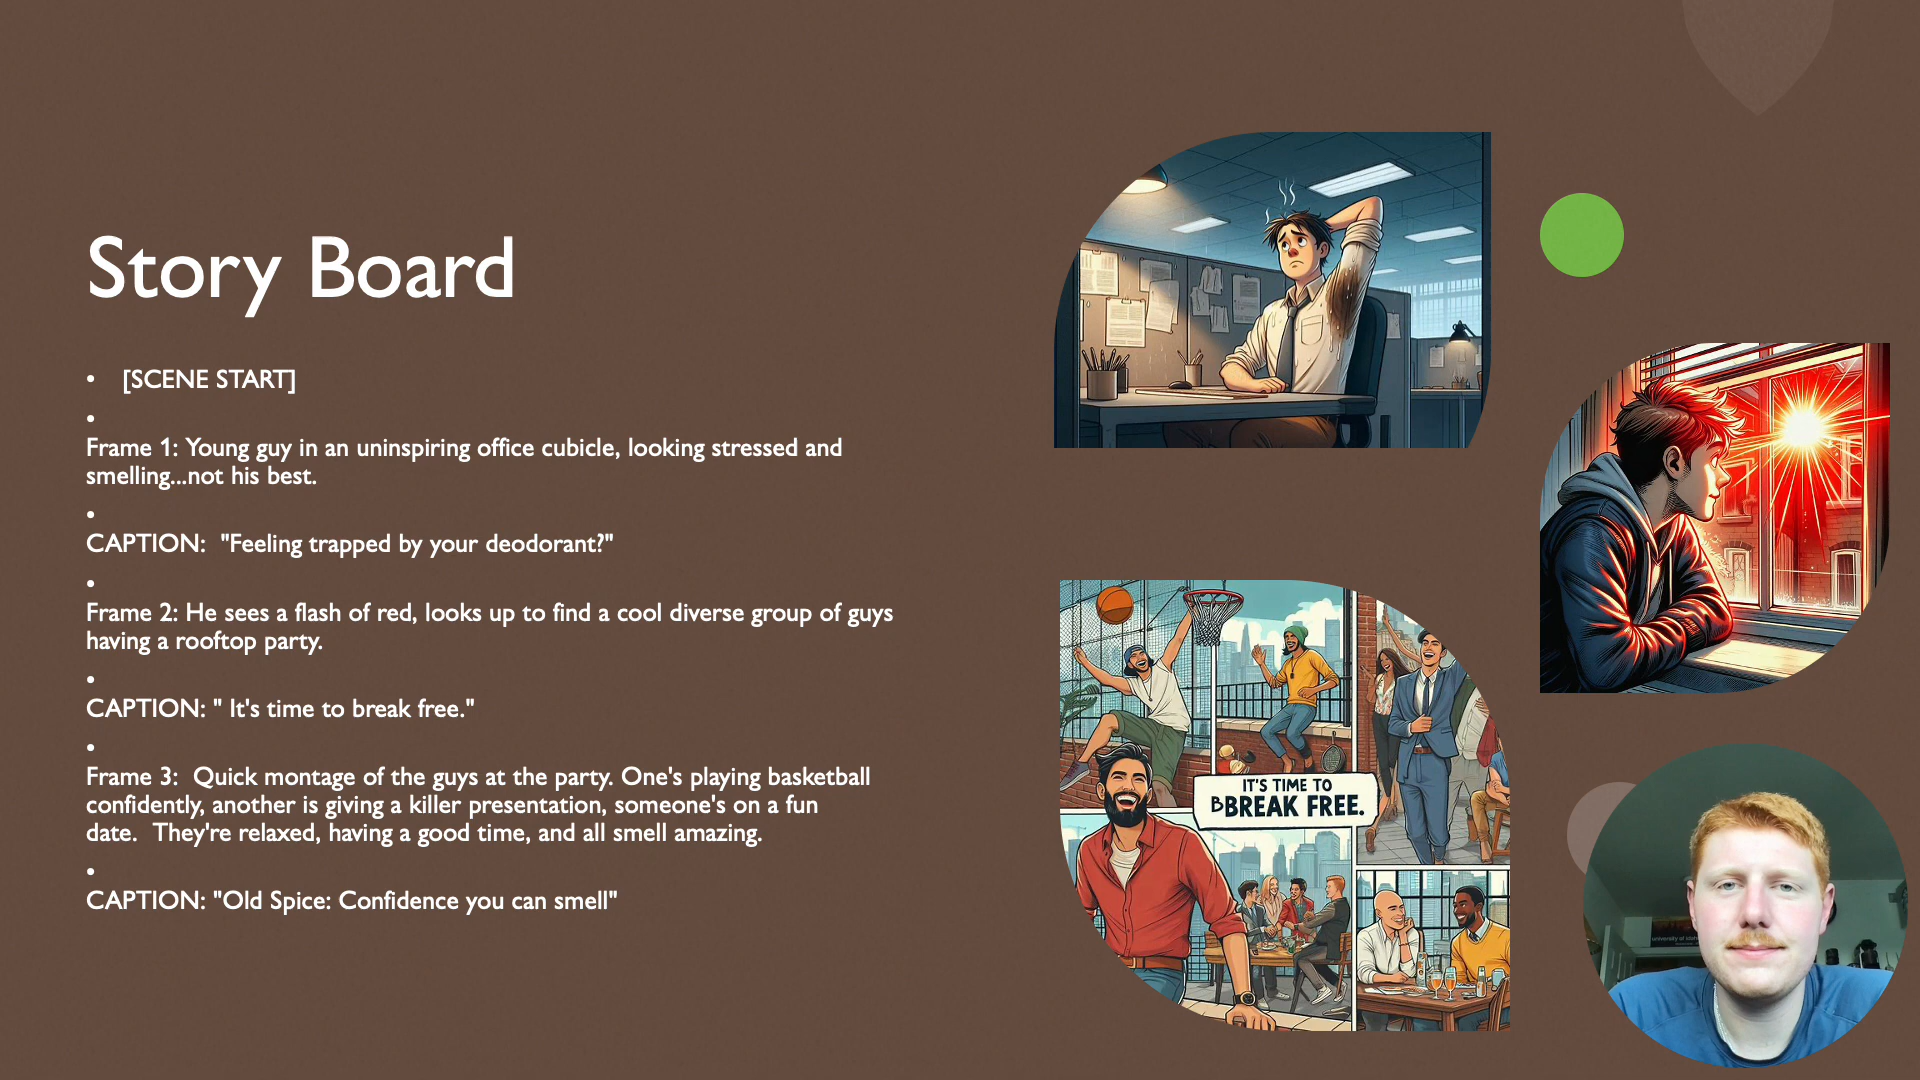 Story Board
• [SCENE START]
•
Frame 1: Young guy in an uninspiring office cubicle, looking stressed and
smelling...not his best.
•
CAPTION:  "Feeling trapped by your deodorant?"
•
Frame 2: He sees a flash of red, looks up to find a cool diverse group of guys
having a rooftop party.
•
CAPTION: " It's time to break free."
•
Frame 3:  Quick montage of the guys at the party. One's playing basketball
confidently, another is giving a killer presentation, someone's on a fun
date.  They're relaxed, having a good time, and all smell amazing.
•
CAPTION: "Old Spice: Confidence you can smell"
IT'S TIME TO
BBREAK FREE.
university of